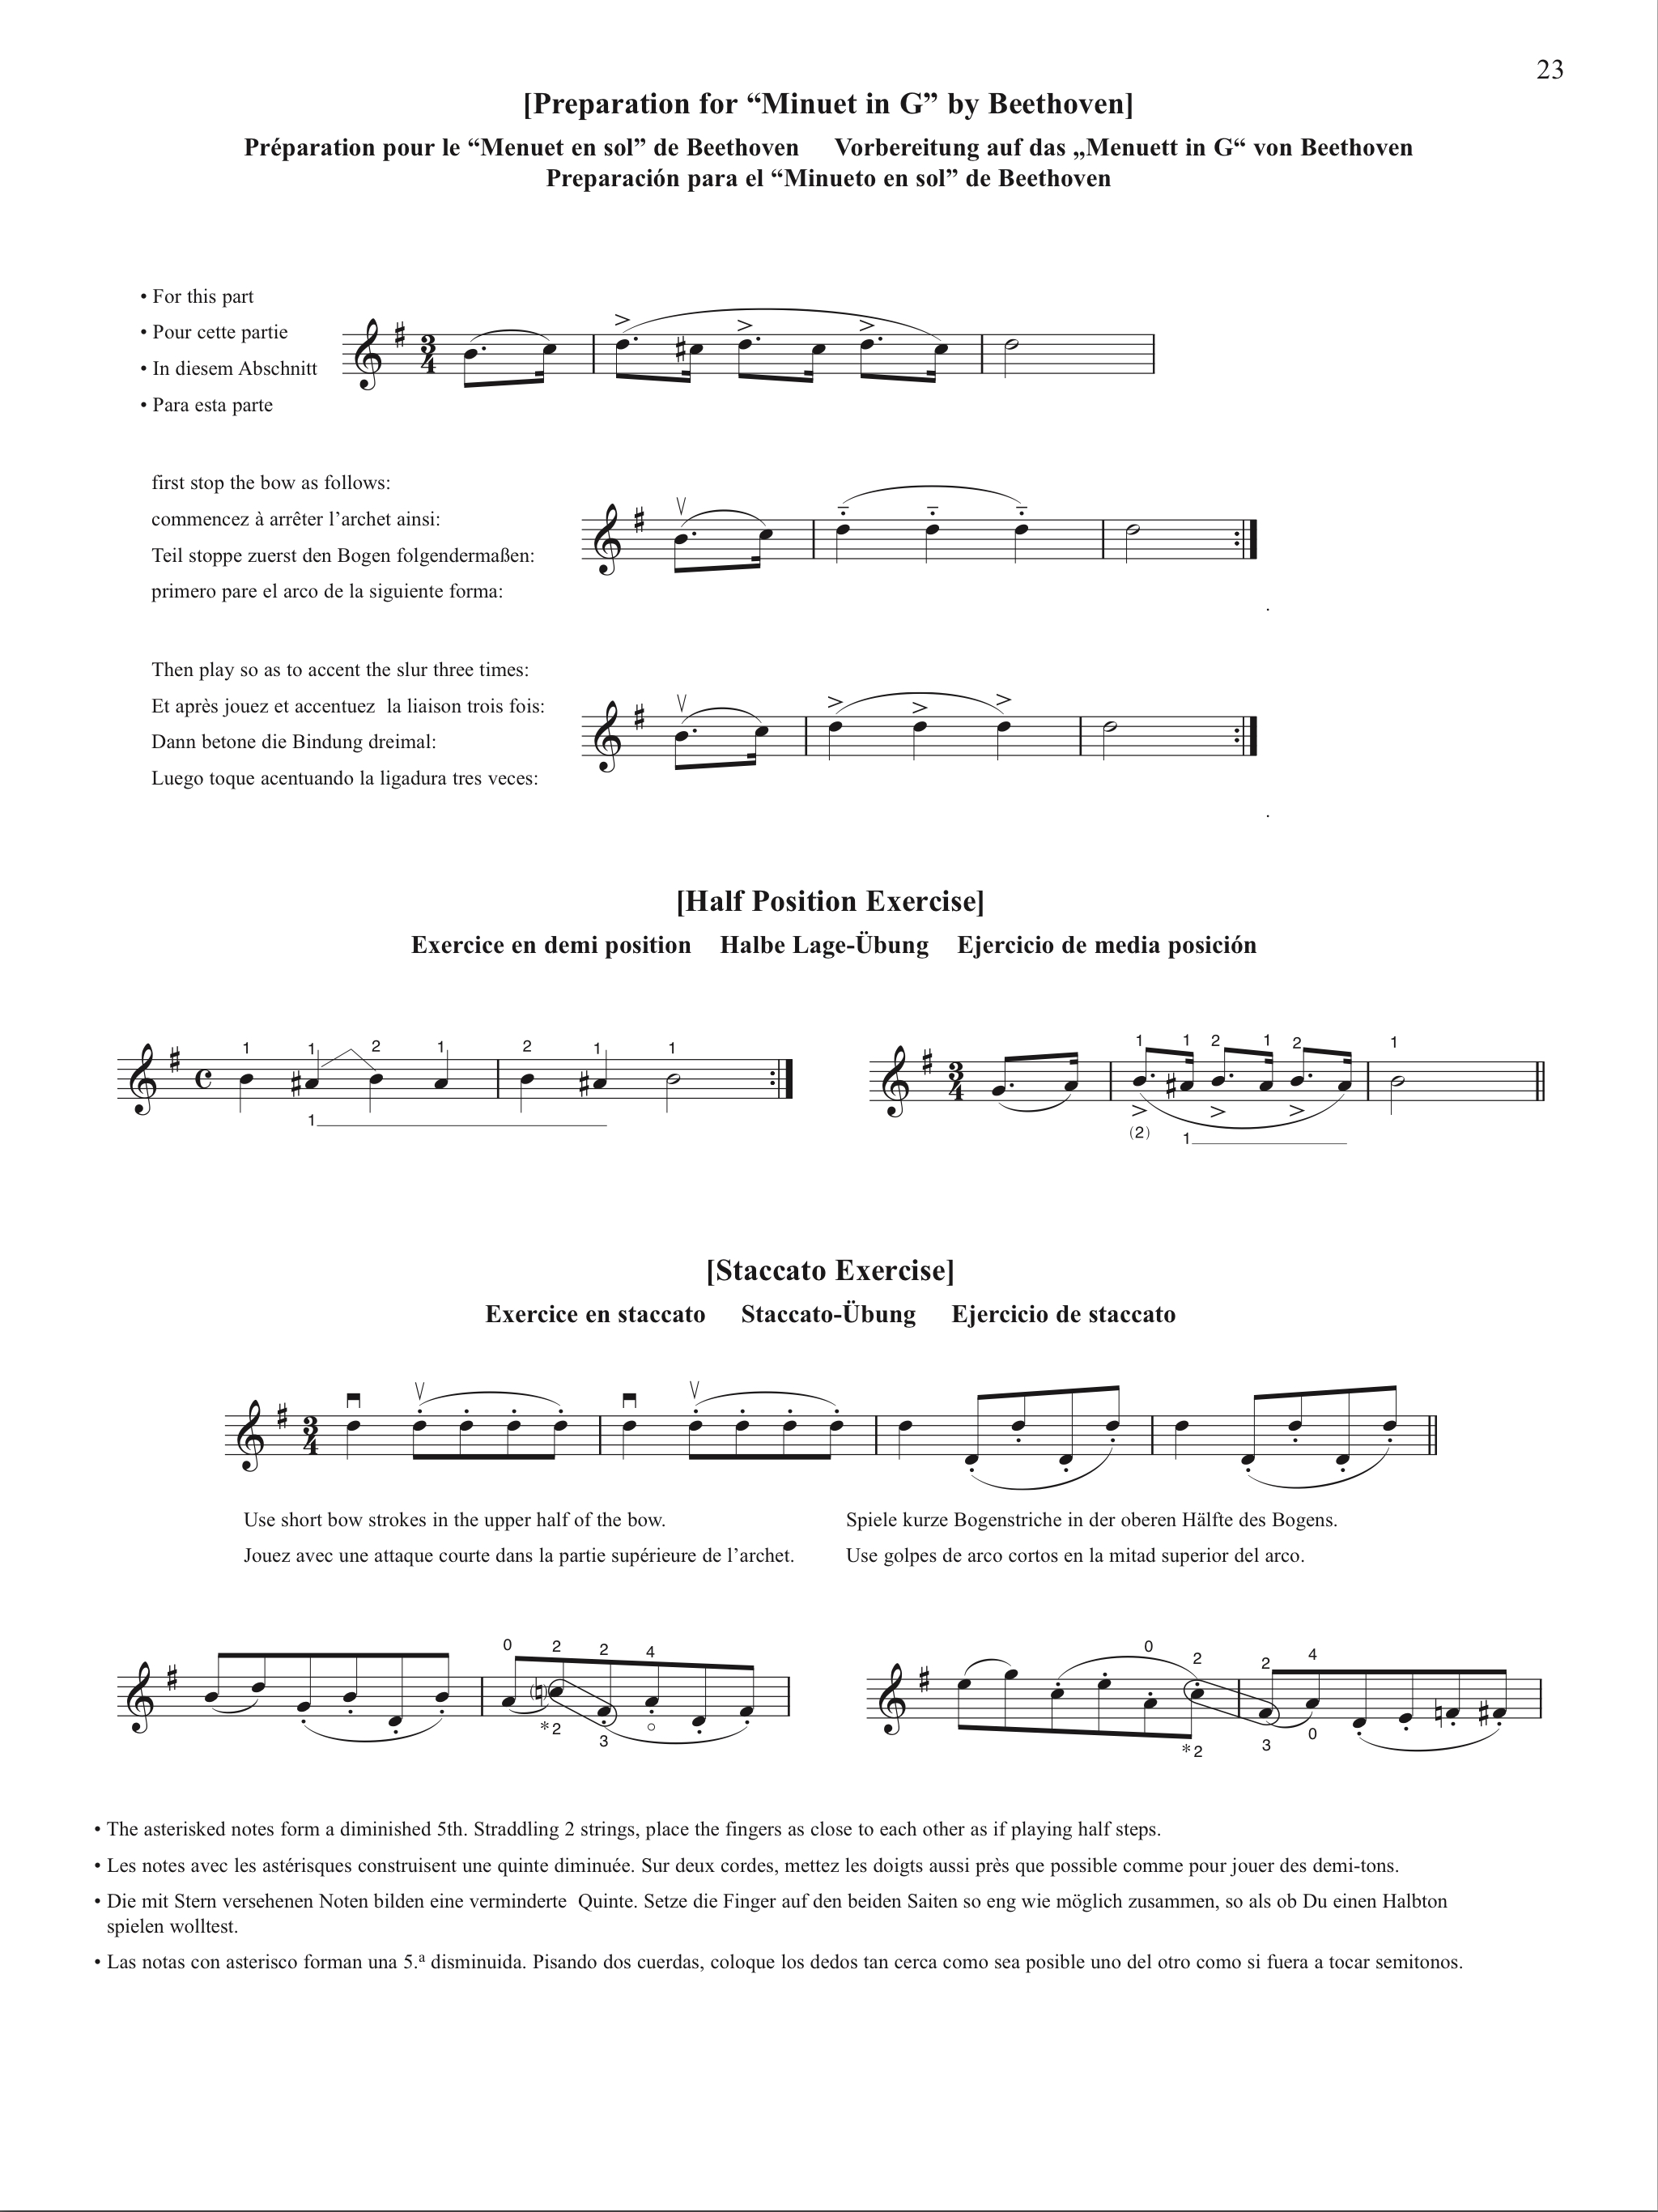 23
[Preparation for “Minuet in G” by Beethoven]
Préparation pour le “Menuet en sol” de Beethoven Vorbereitung auf das „Menuett in G“ von Beethoven
Preparación para el “Minueto en sol” de Beethoven
• For this part
• Pour cette partie
• In diesem Abschnitt
• Para esta parte
3
4
first stop the bow as follows:
commencez à arrêter l’archet ainsi:
Teil stoppe zuerst den Bogen folgendermaßen:
primero pare el arco de la siguiente forma:
.
Then play so as to accent the slur three times:
Et après jouez et accentuez la liaison trois fois:
Dann betone die Bindung dreimal:
Luego toque acentuando la ligadura tres veces:
.
[Half Position Exercise]
Exercice en demi position Halbe Lage-Übung Ejercicio de media posición
1 1 2 1 2 1 1
1
3
4
1 1 2 1 2 1
(2) 1
[Staccato Exercise]
Exercice en staccato Staccato-Übung Ejercicio de staccato
3
4
Use short bow strokes in the upper half of the bow.
Jouez avec une attaque courte dans la partie supérieure de l’archet.
Spiele kurze Bogenstriche in der oberen Hälfte des Bogens.
Use golpes de arco cortos en la mitad superior del arco.
0 2 2 4
*2 3
0 2 2 4
*2 3 0
• The asterisked notes form a diminished 5th. Straddling 2 strings, place the fingers as close to each other as if playing half steps.
• Les notes avec les astérisques construisent une quinte diminuée. Sur deux cordes, mettez les doigts aussi près que possible comme pour jouer des demi-tons.
• Die mit Stern versehenen Noten bilden eine verminderte Quinte. Setze die Finger auf den beiden Saiten so eng wie möglich zusammen, so als ob Du einen Halbton
spielen wolltest.
• Las notas con asterisco forman una 5.ª disminuida. Pisando dos cuerdas, coloque los dedos tan cerca como sea posible uno del otro como si fuera a tocar semitonos.